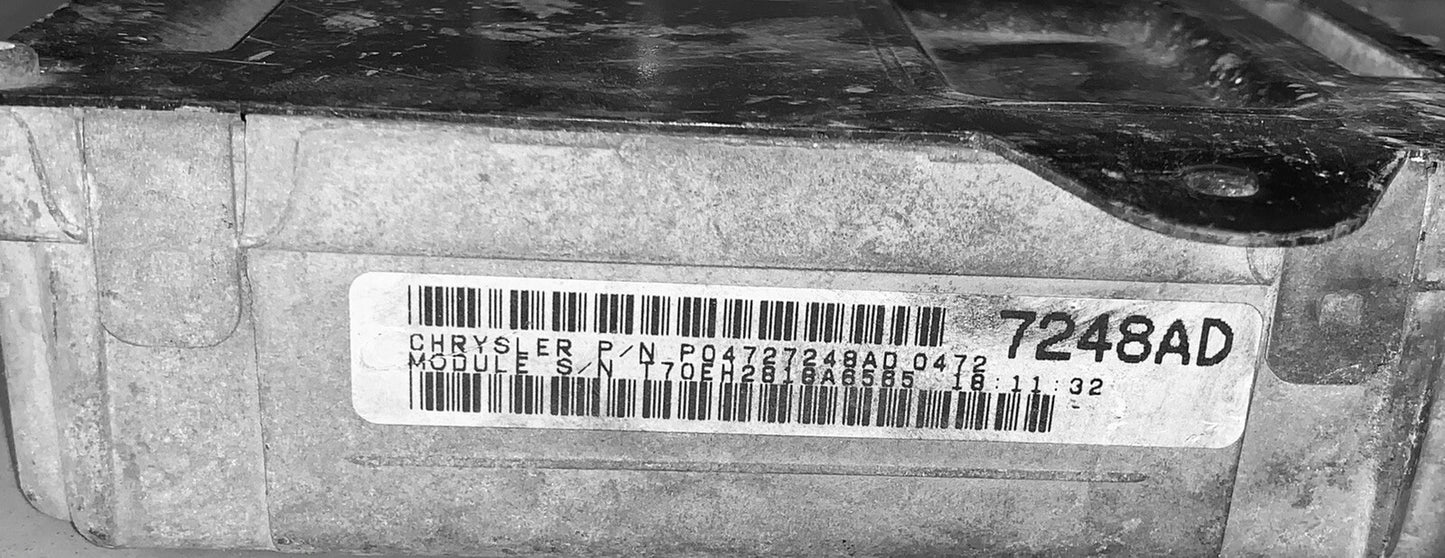 7248AD
CHRYSLER P/N P04727248AD 0472
MODULE S/N T70EH2818A6585 18:11:32